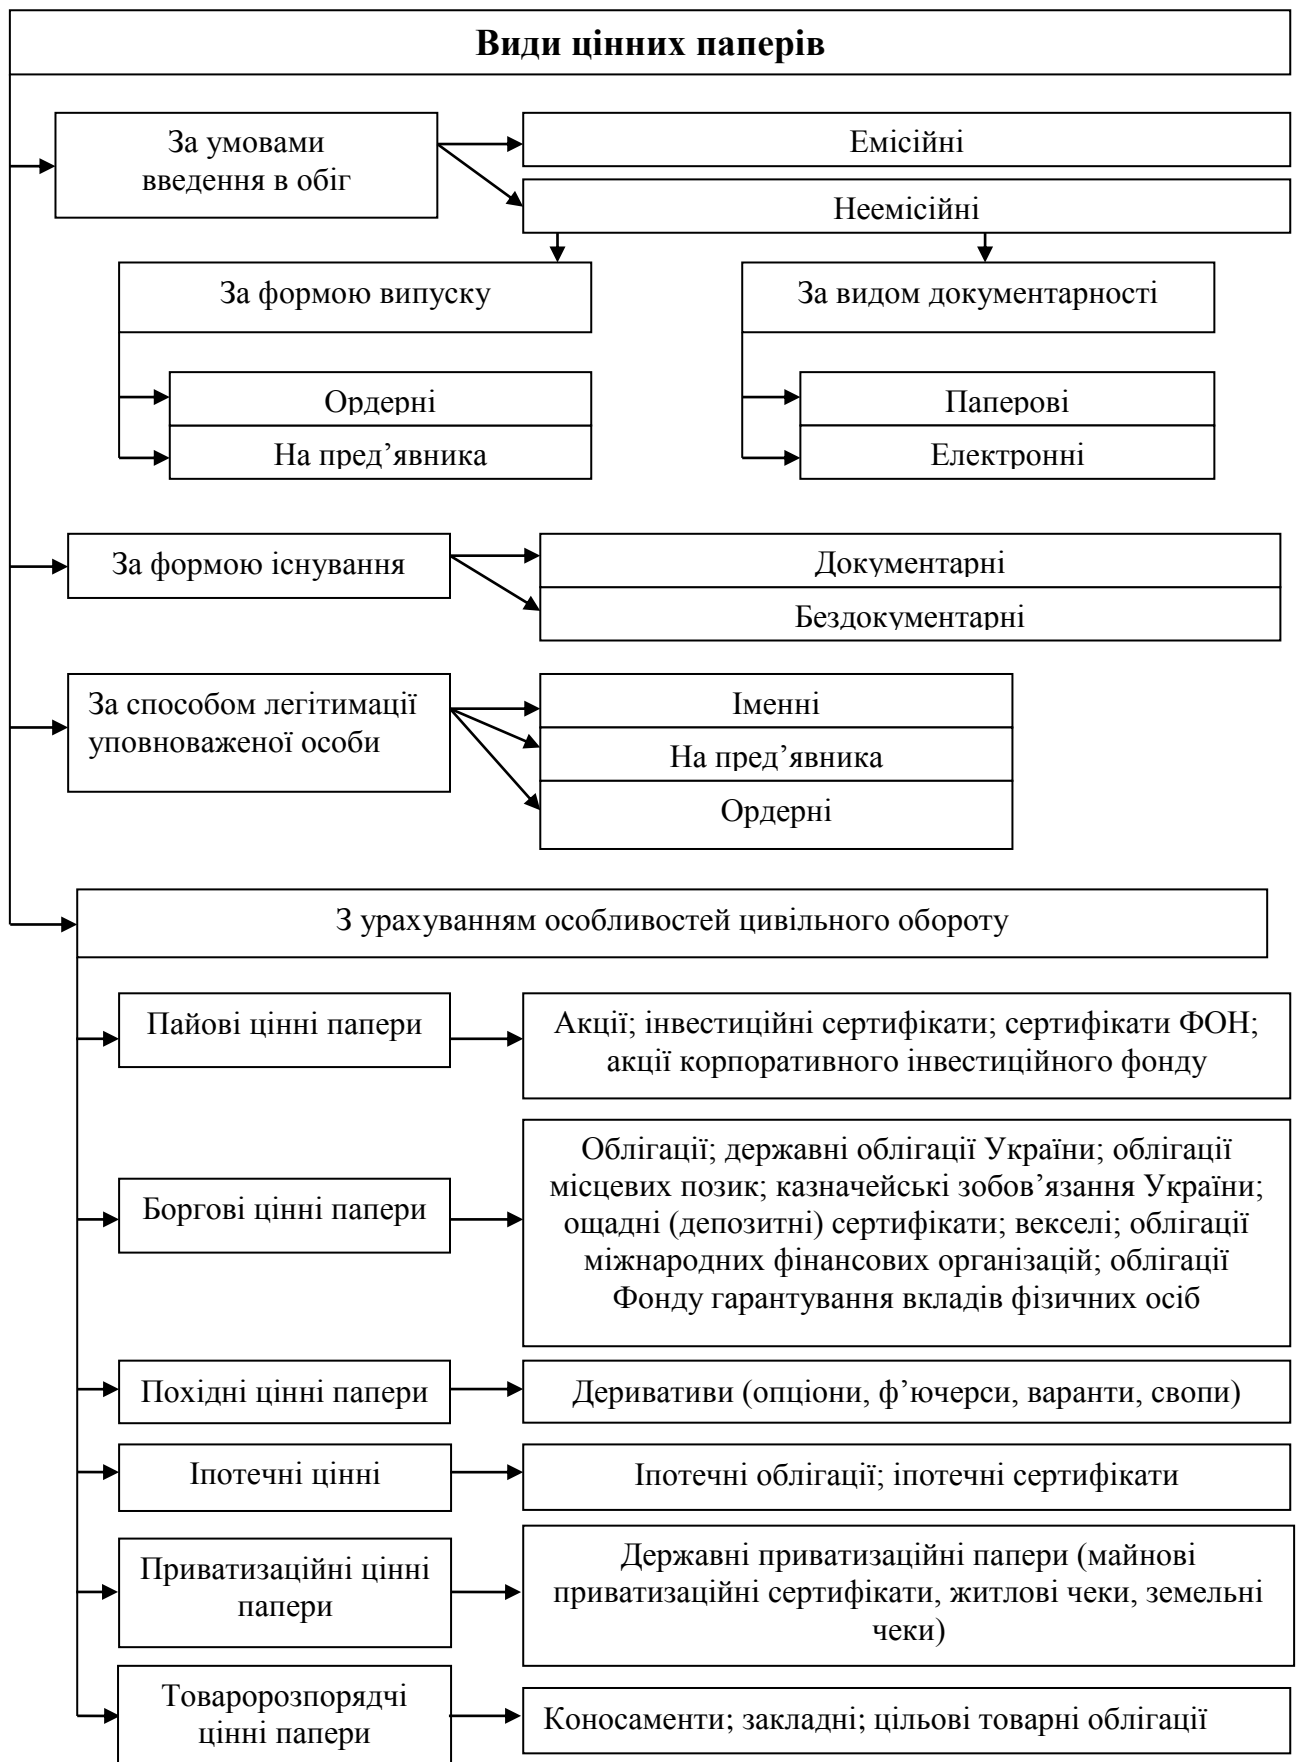 Види цінних паперів
За умовами
введення в обіг
Емісійні
Неемісійні
За формою випуску
За видом документарності
Ордерні
На пред’явника
Паперові
Електронні
За формою існування
Документарні
Бездокументарні
За способом легітимації
уповноваженої особи
Іменні
На пред’явника
Ордерні
З урахуванням особливостей цивільного обороту
Пайові цінні папери
Акції; інвестиційні сертифікати; сертифікати ФОН;
акції корпоративного інвестиційного фонду
Боргові цінні папери
Облігації; державні облігації України; облігації
місцевих позик; казначейські зобов’язання України;
ощадні (депозитні) сертифікати; векселі; облігації
міжнародних фінансових організацій; облігації
Фонду гарантування вкладів фізичних осіб
Похідні цінні папери
Деривативи (опціони, ф’ючерси, варанти, свопи)
Іпотечні цінні
Іпотечні облігації; іпотечні сертифікати
Приватизаційні цінні
папери
Державні приватизаційні папери (майнові
приватизаційні сертифікати, житлові чеки, земельні
чеки)
Товаророзпорядчі
цінні папери
Коносаменти; закладні; цільові товарні облігації